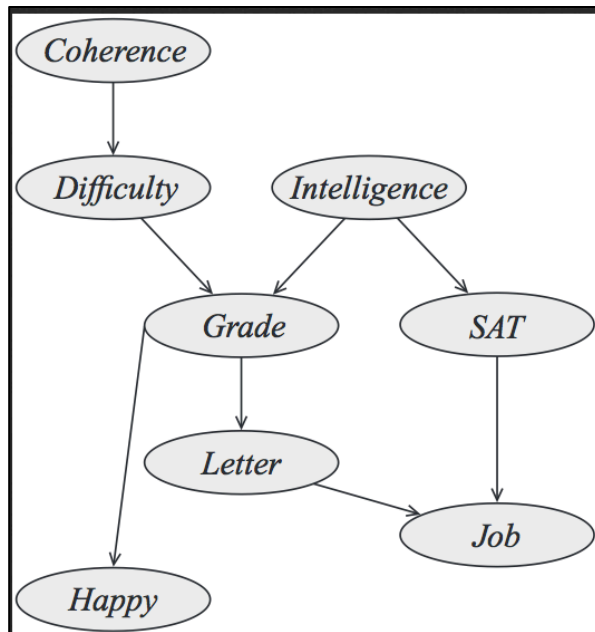 Coherence
Difficulty
Intelligence
Grade
SAT
Letter
Job
Happy